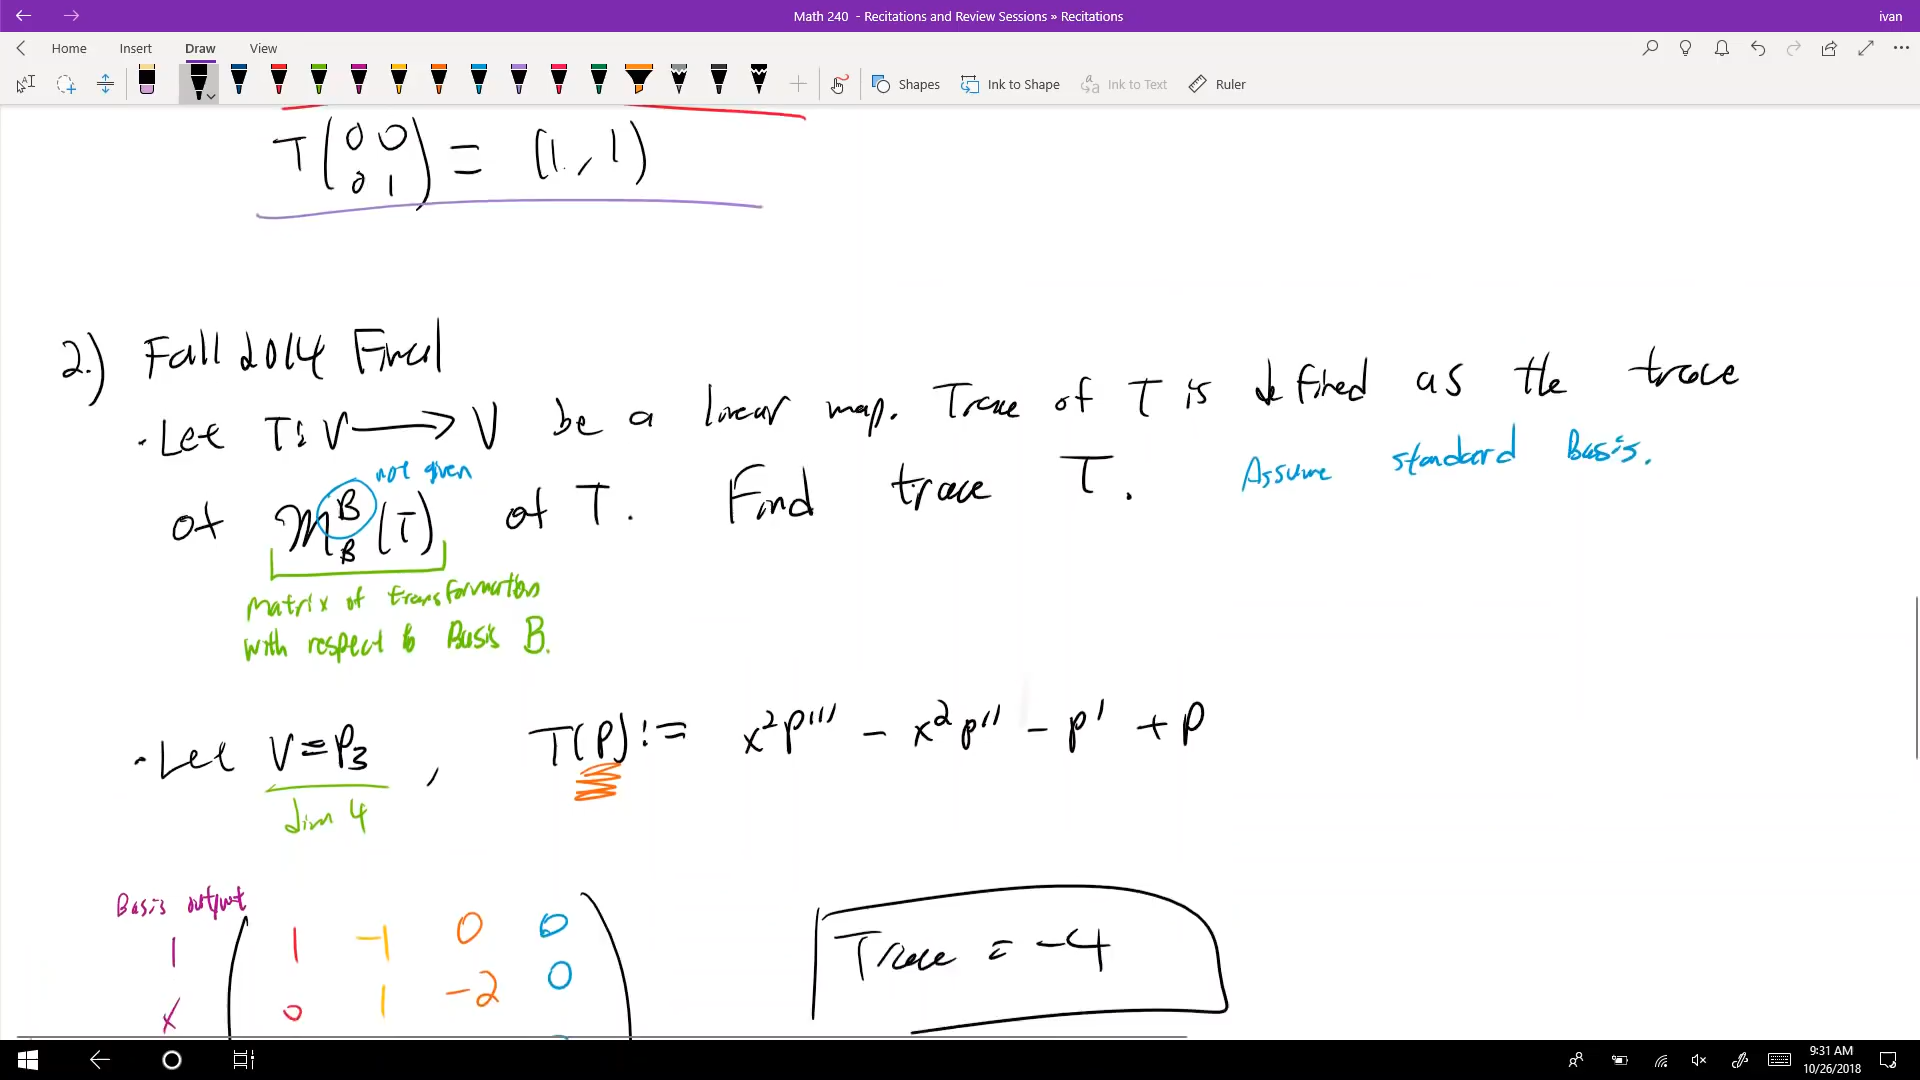 Math 240 - Recitations and Review Sessions » Recitations
ivan
Home Insert Draw View
Shapes Ink to Shape Ink to Text Ruler
T(0 0
0 1) = (1, 1)
2.) Fall 2014 Final
• Let T: V → V be a linear map. Trace of T is defined as the trace
of M^B_B(T) of T. Find trace T.
not given
Assume standard Basis.
matrix of transformation
with respect to Basis B.
• Let V = P₃, T(p) := x²p''' - x²p'' - p' + p
dim 4
Basis output
1 1 -1 0 0
x 0 1 -2 0
Trace = -4
9:31 AM
10/26/2018